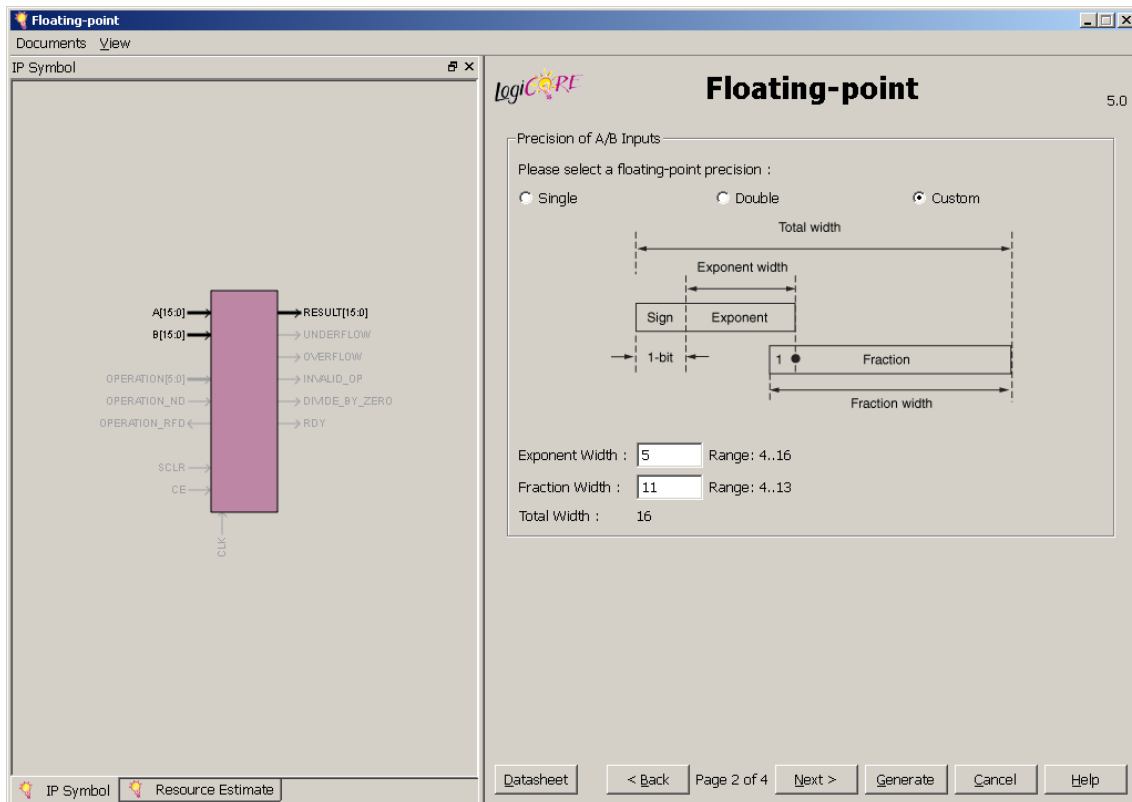 Floating-point
Documents View
IP Symbol
A[15:0]
B[15:0]
OPERATION[5:0]
OPERATION_ND
OPERATION_RFD
SCLR
CE
CLK
RESULT[15:0]
UNDERFLOW
OVERFLOW
INVALID_OP
DIVIDE_BY_ZERO
RDY
IP Symbol
Resource Estimate
LogiCORE
Floating-point
5.0
Precision of A/B Inputs
Please select a floating-point precision :
Single Double Custom
Total width
Exponent width
Sign Exponent
1-bit
1 Fraction
Fraction width
Exponent Width : 5 Range: 4..16
Fraction Width : 11 Range: 4..13
Total Width : 16
Datasheet < Back Page 2 of 4 Next > Generate Cancel Help